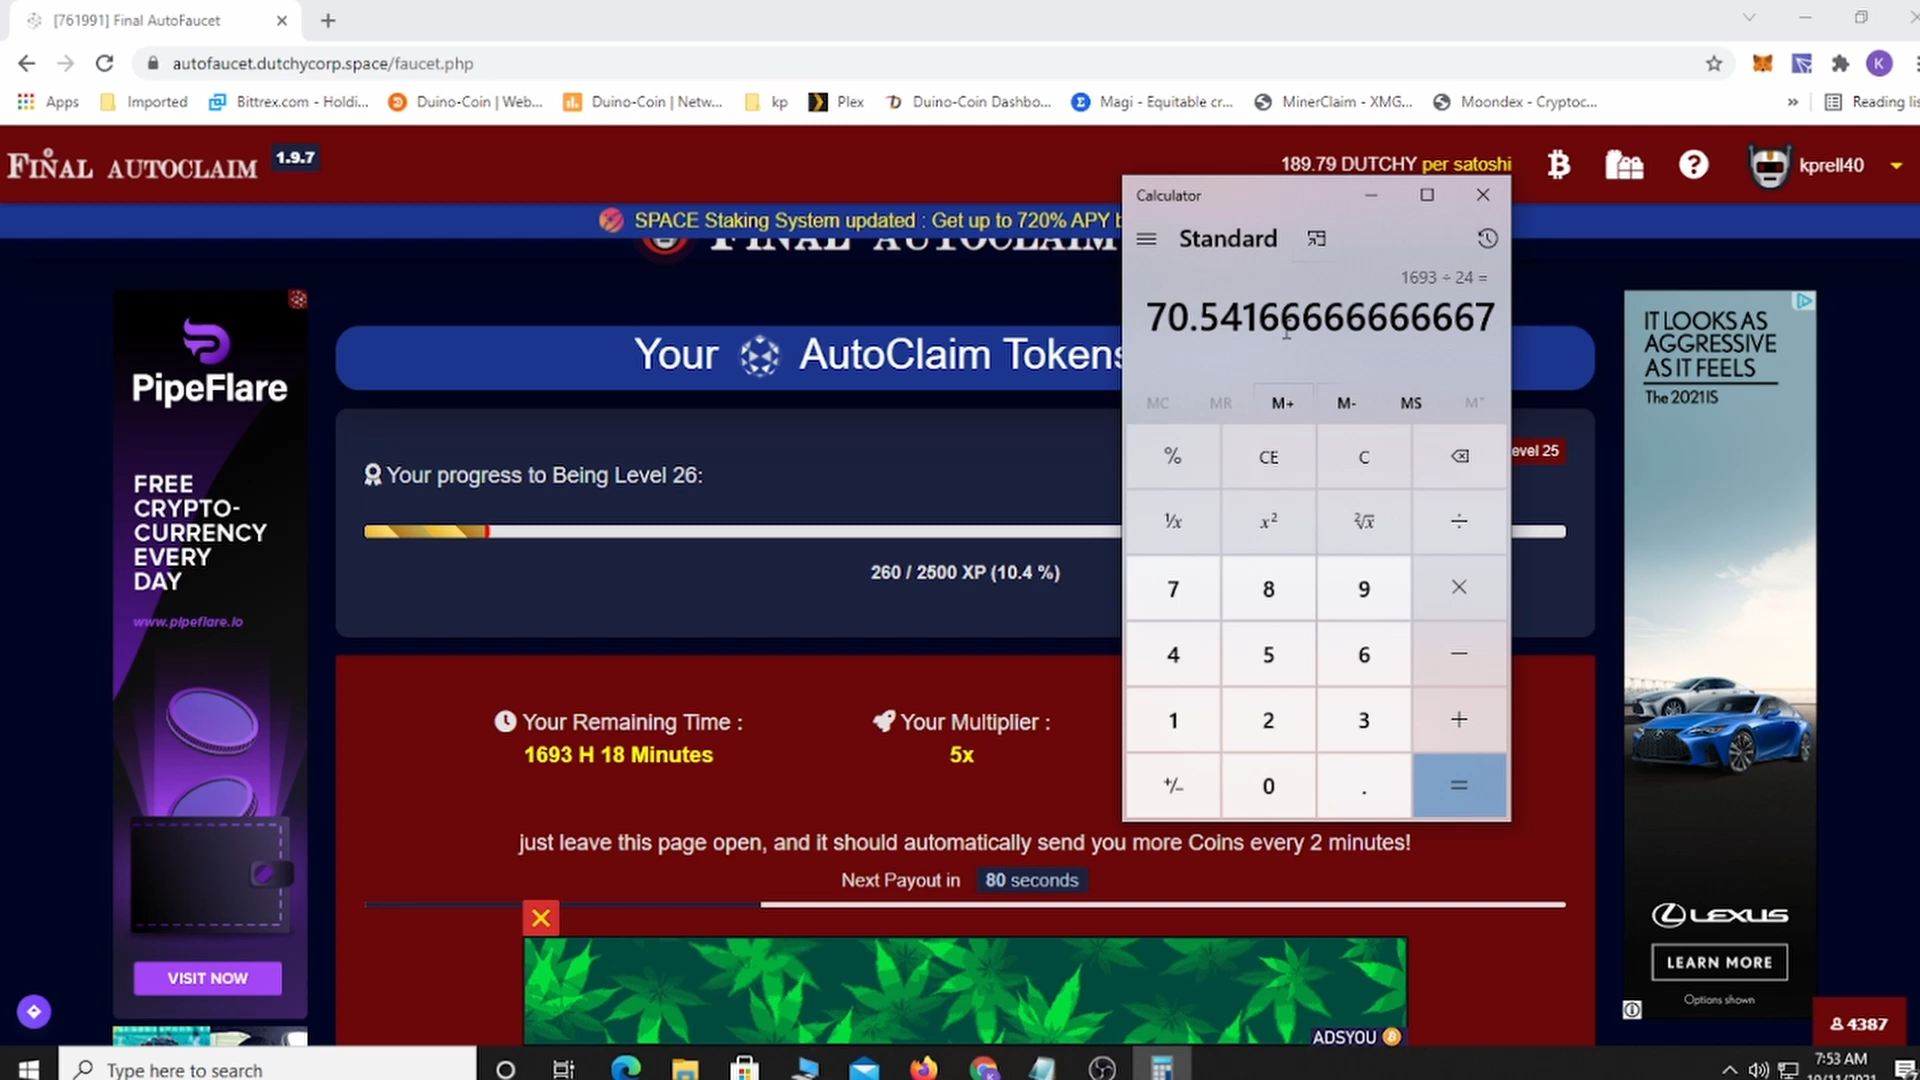 [761991] Final AutoFaucet
autofaucet.dutchycorp.space/faucet.php
K
Apps
Imported
Bittrex.com - Holdi...
Duino-Coin | Web...
Duino-Coin | Netw...
kp
Plex
Duino-Coin Dashbo...
Magi - Equitable cr...
MinerClaim - XMG...
Moondex - Cryptoc...
»
Reading lis
FINAL AUTOCLAIM
1.9.7
189.79 DUTCHY per satoshi
kprell40
SPACE Staking System updated : Get up to 720% APY b
FINAL AUTOCLAIM
Calculator
Standard
1693 ÷ 24 =
70.54166666666667
MC MR M+ M- MS M˅
% CE C
¹/x x² ²√x ÷
7 8 9 ×
4 5 6 −
1 2 3 +
+/− 0 . =
Your AutoClaim Tokens
Your progress to Being Level 26:
evel 25
260 / 2500 XP (10.4 %)
Your Remaining Time :
1693 H 18 Minutes
Your Multiplier :
5x
just leave this page open, and it should automatically send you more Coins every 2 minutes!
Next Payout in 80 seconds
ADSYOU
PipeFlare
FREE
CRYPTO-
CURRENCY
EVERY
DAY
www.pipeflare.io
VISIT NOW
IT LOOKS AS
AGGRESSIVE
AS IT FEELS
The 2021 IS
LEXUS
LEARN MORE
Options shown
4387
Type here to search
7:53 AM